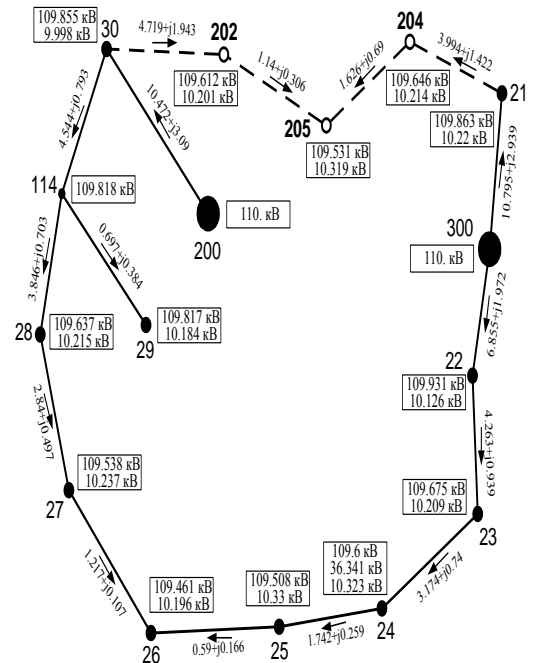 109.855 кВ
9.998 кВ
30
4.719+j1.943
202
204
3.994+j1.422
1.14+j0.306
1.626+j0.69
109.612 кВ
10.201 кВ
109.646 кВ
10.214 кВ
21
4.544+j0.793
10.472+j3.09
205
109.863 кВ
10.22 кВ
109.531 кВ
10.319 кВ
10.795+j2.939
114
109.818 кВ
110. кВ
200
300
110. кВ
0.697+j0.384
3.846+j0.703
6.855+j1.972
28
109.637 кВ
10.215 кВ
29
109.817 кВ
10.184 кВ
22
109.931 кВ
10.126 кВ
2.84+j0.497
4.263+j0.939
109.538 кВ
10.237 кВ
27
109.675 кВ
10.209 кВ
23
1.217+j0.107
109.6 кВ
36.341 кВ
10.323 кВ
3.174+j0.74
109.461 кВ
10.196 кВ
109.508 кВ
10.33 кВ
26
0.59+j0.166
25
1.742+j0.259
24